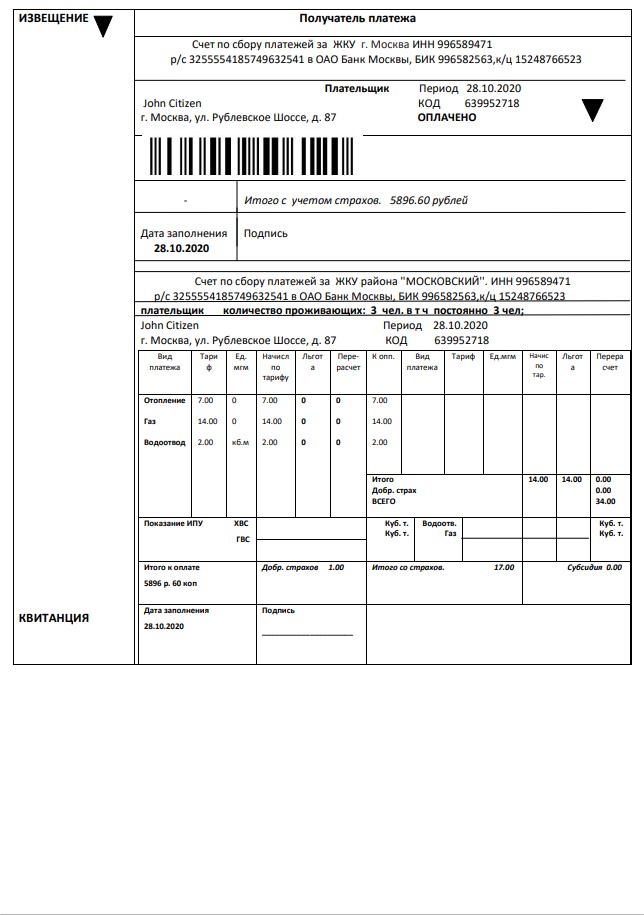 ИЗВЕЩЕНИЕ
Получатель платежа
Счет по сбору платежей за ЖКУ г. Москва ИНН 996589471
р/с 3255554185749632541 в ОАО Банк Москвы, БИК 996582563,к/ц 15248766523
Плательщик Период 28.10.2020
John Citizen КОД 639952718
г. Москва, ул. Рублевское Шоссе, д. 87 ОПЛАЧЕНО
- Итого с учетом страхов. 5896.60 рублей
Дата заполнения Подпись
28.10.2020
Счет по сбору платежей за ЖКУ района "МОСКОВСКИЙ". ИНН 996589471
р/с 3255554185749632541 в ОАО Банк Москвы, БИК 996582563,к/ц 15248766523
плательщик количество проживающих: 3 чел. в т ч постоянно 3 чел;
John Citizen Период 28.10.2020
г. Москва, ул. Рублевское Шоссе, д. 87 КОД 639952718
Вид Тари Ед. Начисл Льгот Пере- К опл. Вид Тариф Ед.мгм Начис Льгот Перера
платежа ф мгм по а расчет платежа по а счет
тарифу тар.
Отопление 7.00 0 7.00 0 0 7.00
Газ 14.00 0 14.00 0 0 14.00
Водоотвод 2.00 кб.м 2.00 0 0 2.00
Итого 14.00 14.00 0.00
Добр. страх 0.00
ВСЕГО 34.00
Показание ИПУ ХВС Куб. т. Водоотв. Куб. т.
ГВС Куб. т. Газ Куб. т.
Итого к оплате Добр. страхов 1.00 Итого со страхов. 17.00 Субсидия 0.00
5896 р. 60 коп
КВИТАНЦИЯ
Дата заполнения Подпись
28.10.2020